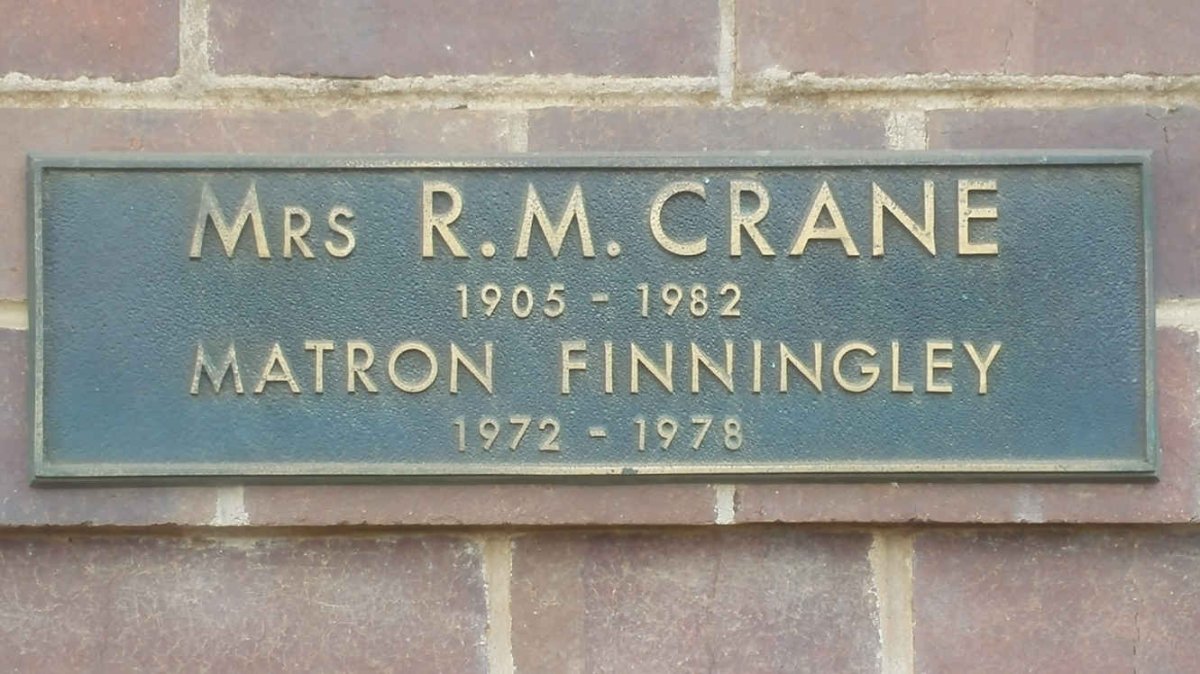 Mrs R.M. CRANE
1905 - 1982
MATRON FINNINGLEY
1972 - 1978